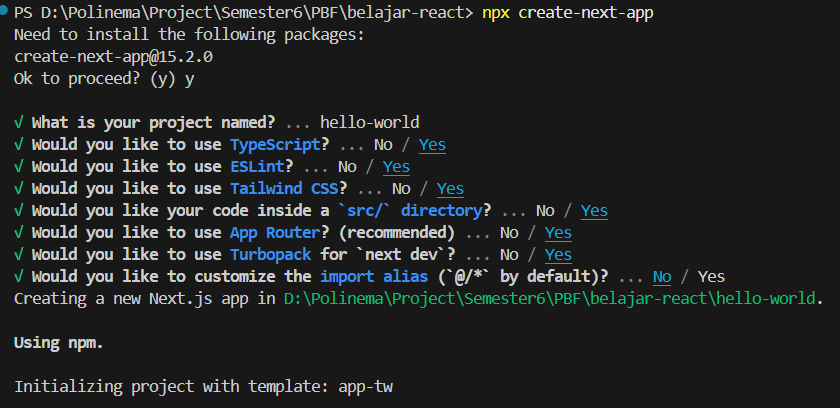 PS D:\Polinema\Project\Semester6\PBF\belajar-react> npx create-next-app
Need to install the following packages:
create-next-app@15.2.0
Ok to proceed? (y) y
√ What is your project named? ... hello-world
√ Would you like to use TypeScript? ... No / Yes
√ Would you like to use ESLint? ... No / Yes
√ Would you like to use Tailwind CSS? ... No / Yes
√ Would you like your code inside a `src/` directory? ... No / Yes
√ Would you like to use App Router? (recommended) ... No / Yes
√ Would you like to use Turbopack for `next dev`? ... No / Yes
√ Would you like to customize the import alias (`@/*` by default)? ... No / Yes
Creating a new Next.js app in D:\Polinema\Project\Semester6\PBF\belajar-react\hello-world.
Using npm.
Initializing project with template: app-tw